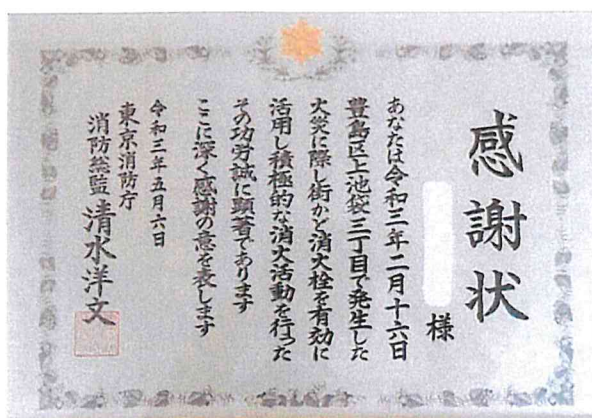 感謝状
様
あなたは令和三年二月十六日
豊島区上池袋三丁目で発生した
火災に際し街かど消火栓を有効に
活用し積極的な消火活動を行った
その功労誠に顕著であります
ここに深く感謝の意を表します
令和三年五月六日
東京消防庁
消防総監 清水洋文